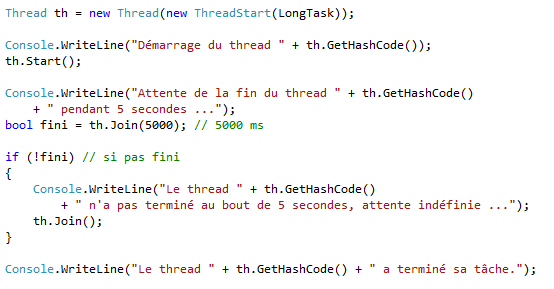 Thread th = new Thread(new ThreadStart(LongTask));

Console.WriteLine("Démarrage du thread " + th.GetHashCode());
th.Start();

Console.WriteLine("Attente de la fin du thread " + th.GetHashCode()
    + " pendant 5 secondes ...");
bool fini = th.Join(5000); // 5000 ms

if (!fini) // si pas fini
{
    Console.WriteLine("Le thread " + th.GetHashCode()
        + " n'a pas terminé au bout de 5 secondes, attente indéfinie ...");
    th.Join();
}

Console.WriteLine("Le thread " + th.GetHashCode() + " a terminé sa tâche.");